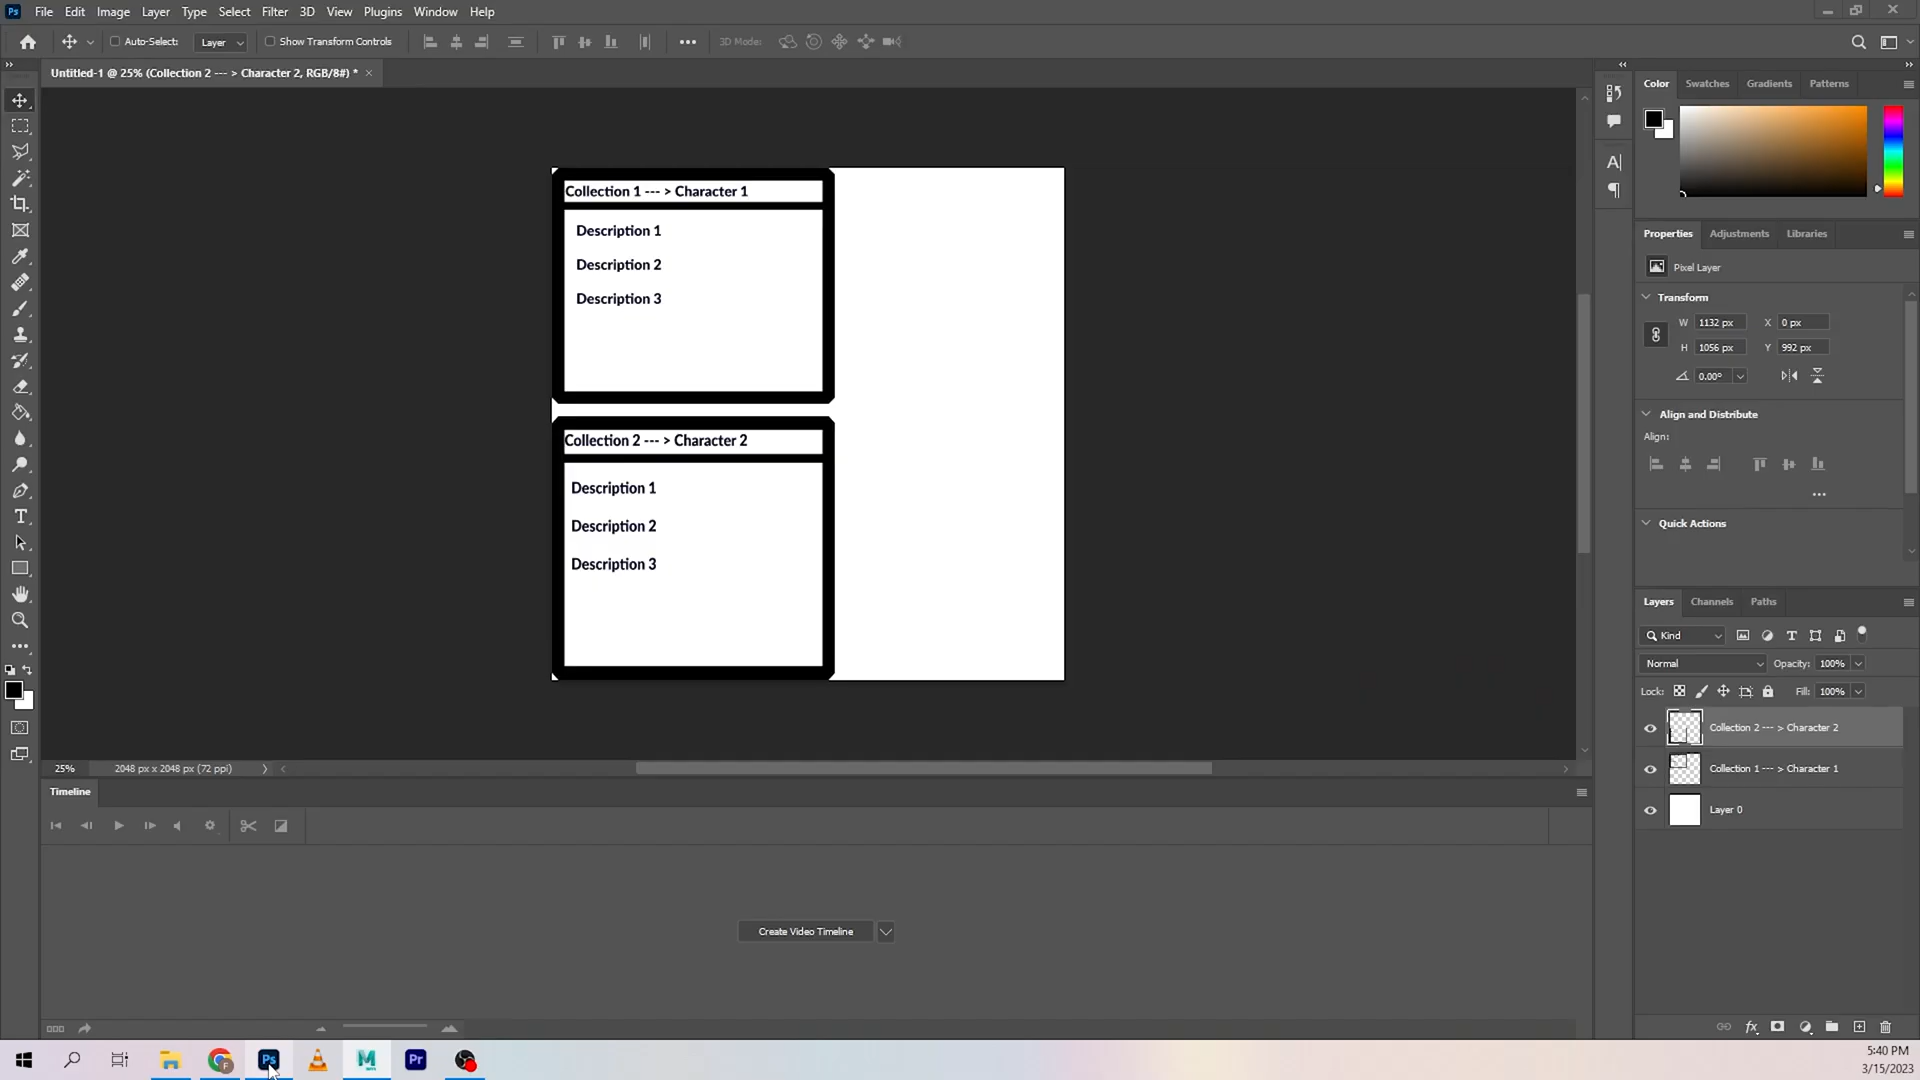 File Edit Image Layer Type Select Filter 3D View Plugins Window Help
Auto-Select: Layer Show Transform Controls 3D Mode:
Untitled-1 @ 25% (Collection 2 --- > Character 2, RGB/8#) *
Collection 1 --- > Character 1
Description 1
Description 2
Description 3
Collection 2 --- > Character 2
Description 1
Description 2
Description 3
25% 2048 px x 2048 px (72 ppi)
Timeline
Create Video Timeline
Color Swatches Gradients Patterns
Properties Adjustments Libraries
Pixel Layer
Transform
W 1132 px X 0 px
H 1056 px Y 992 px
0.00°
Align and Distribute
Align:
Quick Actions
Layers Channels Paths
Kind
Normal Opacity: 100%
Lock: Fill: 100%
Collection 2 --- > Character 2
Collection 1 --- > Character 1
Layer 0
5:40 PM
3/15/2023